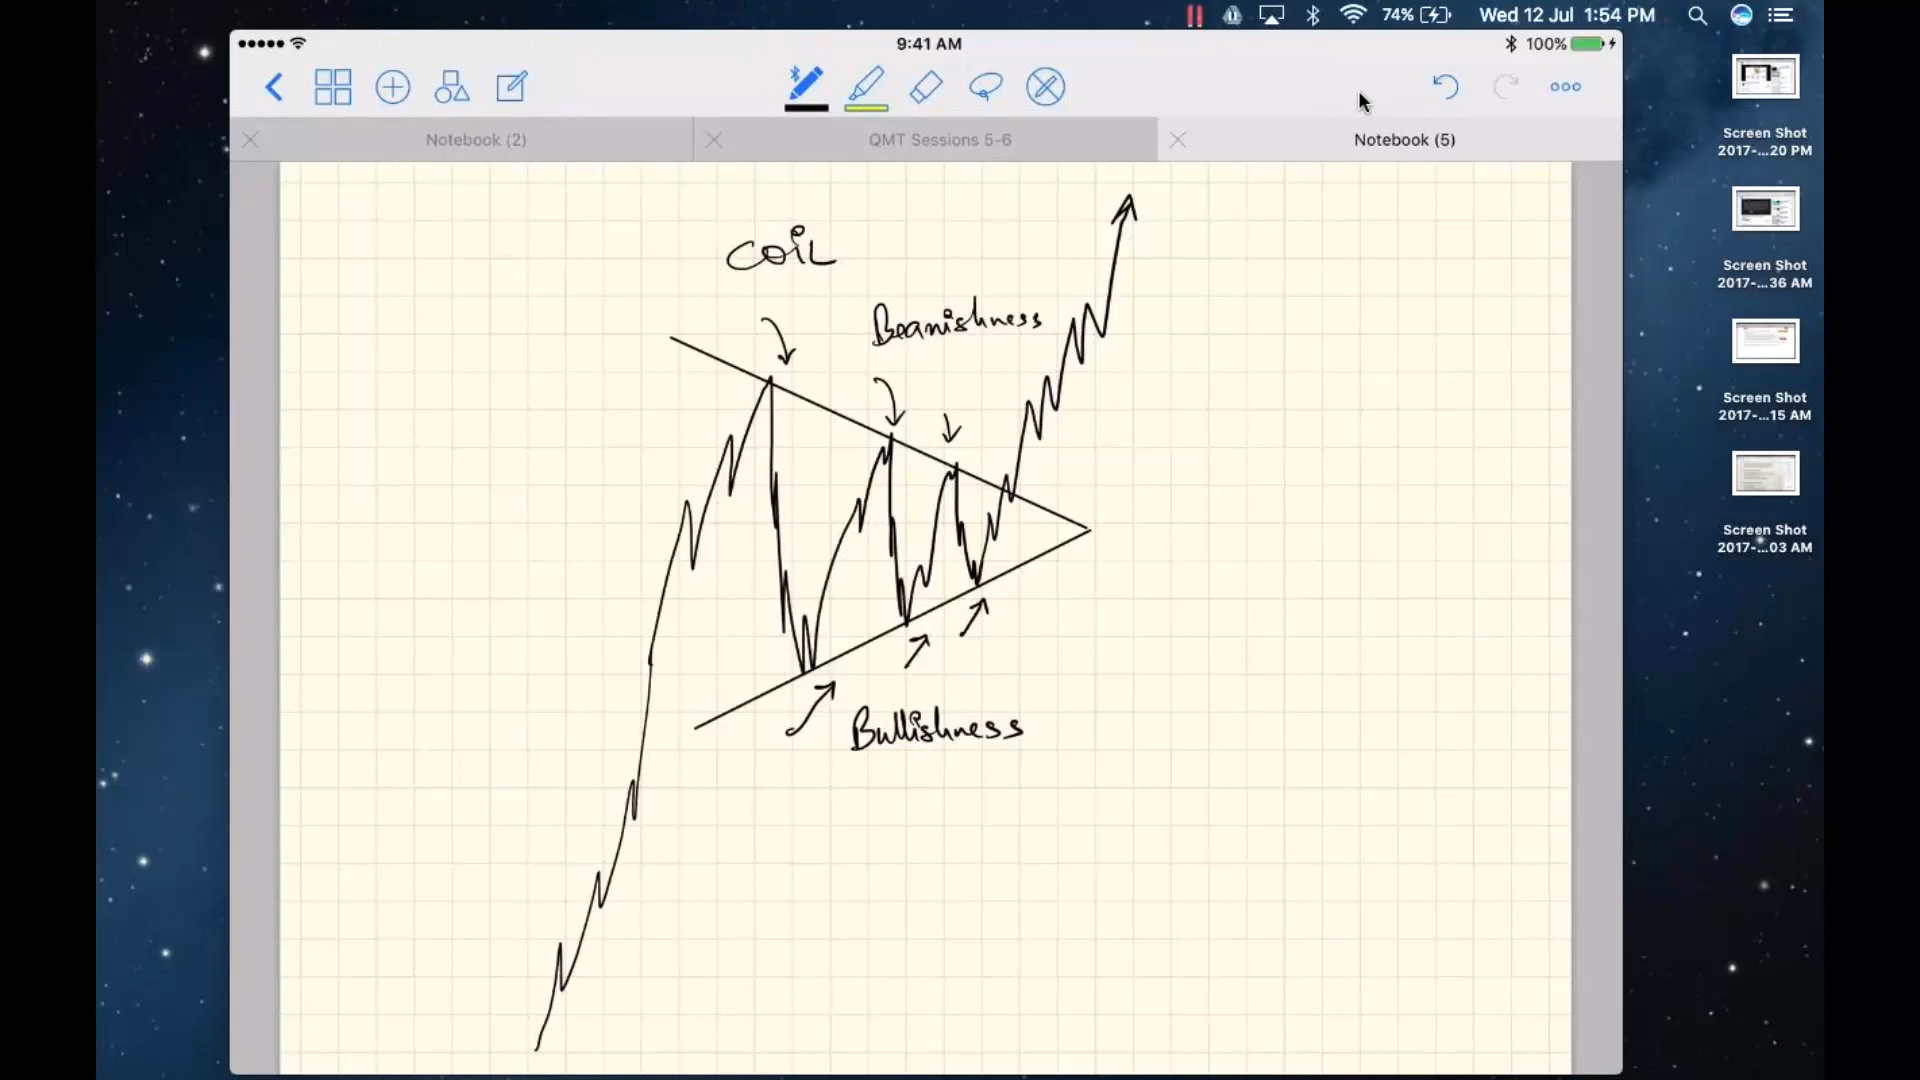 74% Wed 12 Jul 1:54 PM
9:41 AM 100%
Notebook (2) QMT Sessions 5-6 Notebook (5)
Screen Shot
2017-...20 PM
Screen Shot
2017-...36 AM
Screen Shot
2017-...15 AM
Screen Shot
2017-...03 AM
COIL
Bearishness
Bullishness